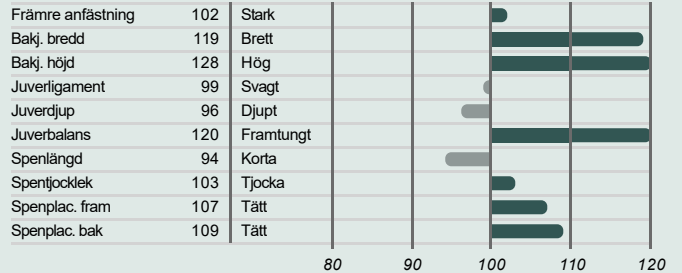 Främre anfästning 102 Stark
Bakj. bredd 119 Brett
Bakj. höjd 128 Hög
Juverligament 99 Svagt
Juverdjup 96 Djupt
Juverbalans 120 Framtungt
Spenlängd 94 Korta
Spentjocklek 103 Tjocka
Spenplac. fram 107 Tätt
Spenplac. bak 109 Tätt
80 90 100 110 120